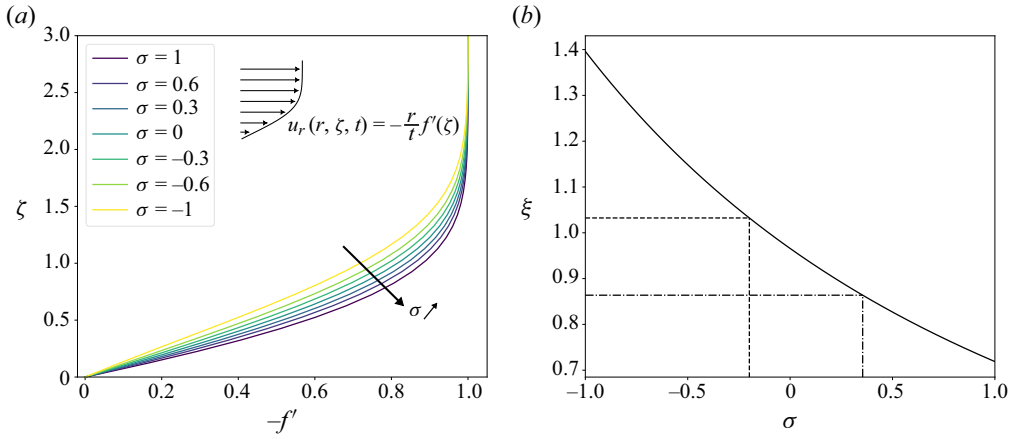 (a)
3.0
2.5
2.0
1.5
1.0
0.5
0
ζ
σ = 1
σ = 0.6
σ = 0.3
σ = 0
σ = –0.3
σ = –0.6
σ = –1
u_r (r, ζ, t) = – r/t f′(ζ)
σ
0 0.2 0.4 0.6 0.8 1.0
–f′
(b)
1.4
1.3
1.2
1.1
1.0
0.9
0.8
0.7
ξ
–1.0 –0.5 0 0.5 1.0
σ